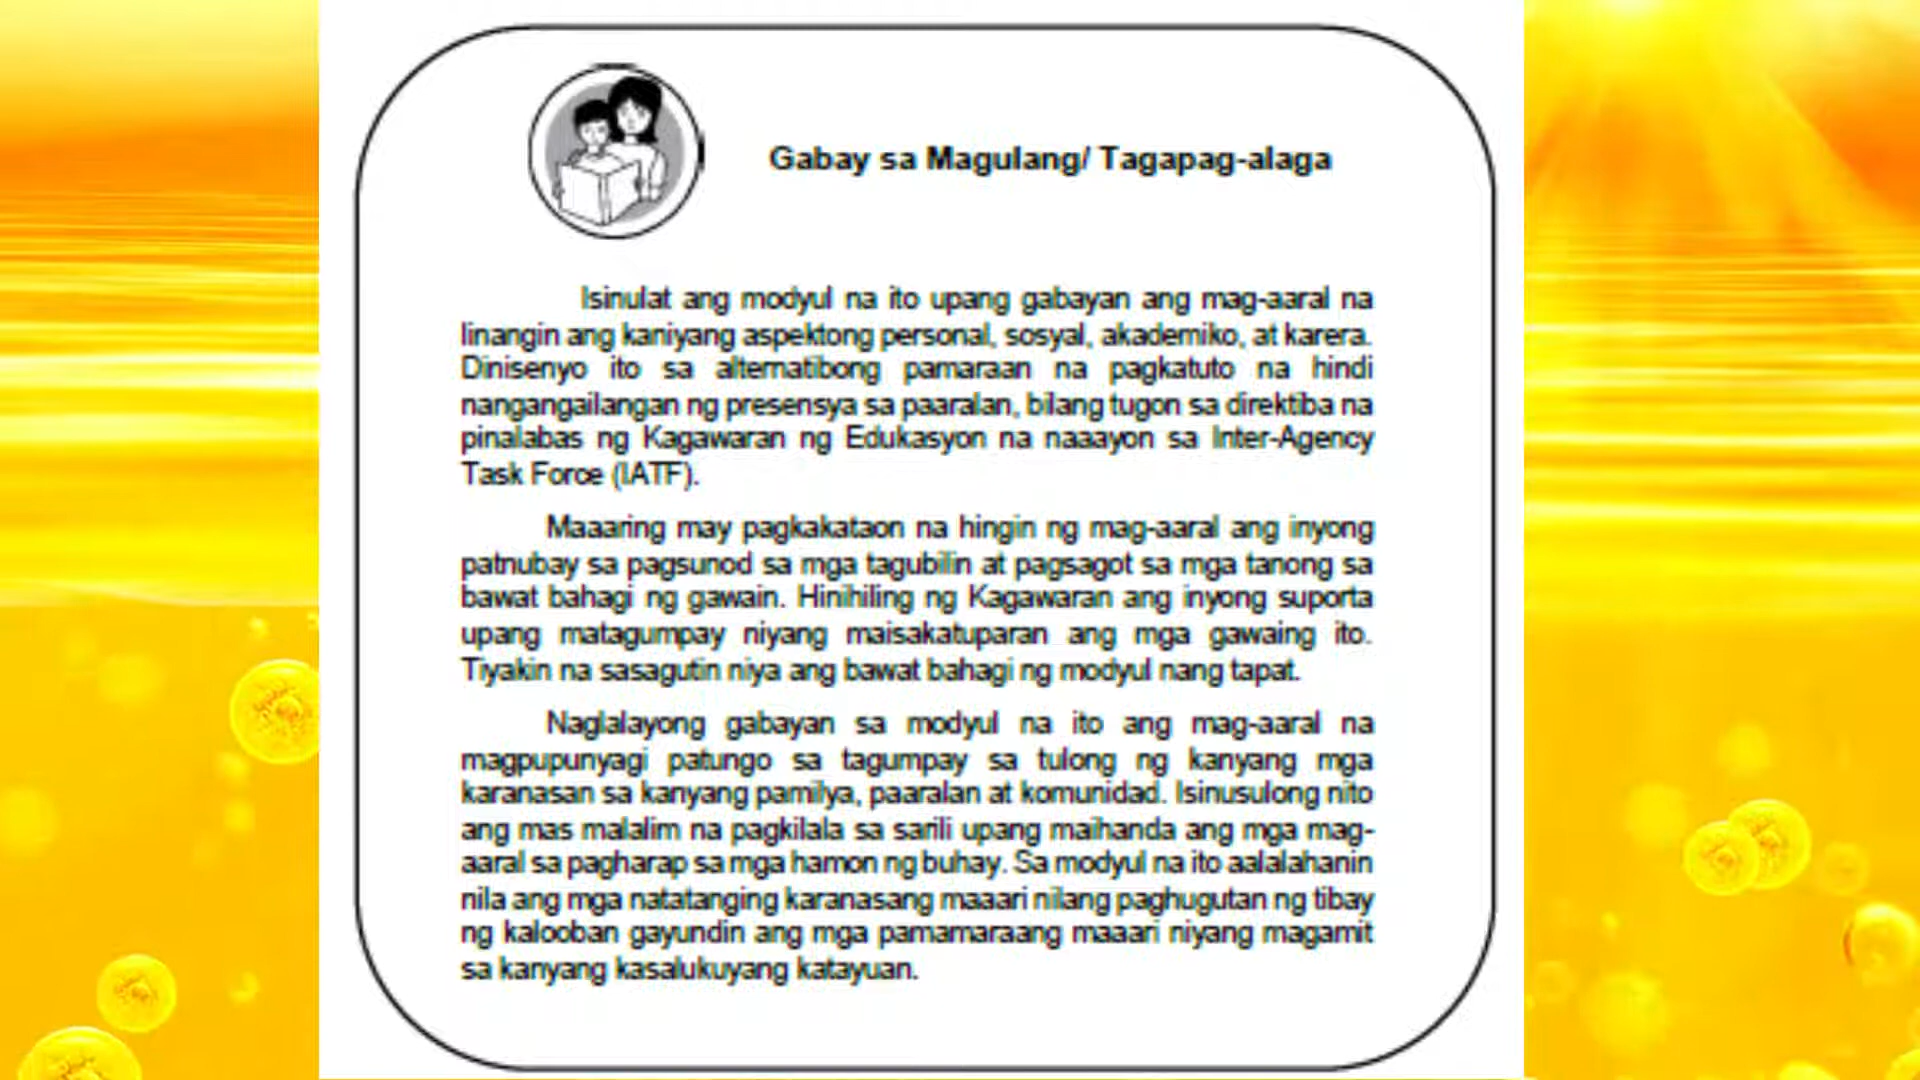 Gabay sa Magulang/ Tagapag-alaga
Isinulat ang modyul na ito upang gabayan ang mag-aaral na
linangin ang kaniyang aspektong personal, sosyal, akademiko, at karera.
Dinisenyo ito sa alternatibong pamaraan na pagkatuto na hindi
nangangailangan ng presensya sa paaralan, bilang tugon sa direktiba na
pinalabas ng Kagawaran ng Edukasyon na naaayon sa Inter-Agency
Task Force (IATF).
Maaaring may pagkakataon na hingin ng mag-aaral ang inyong
patnubay sa pagsunod sa mga tagubilin at pagsagot sa mga tanong sa
bawat bahagi ng gawain. Hinihiling ng Kagawaran ang inyong suporta
upang matagumpay niyang maisakatuparan ang mga gawaing ito.
Tiyakin na sasagutin niya ang bawat bahagi ng modyul nang tapat.
Naglalayong gabayan sa modyul na ito ang mag-aaral na
magpupunyagi patungo sa tagumpay sa tulong ng kanyang mga
karanasan sa kanyang pamilya, paaralan at komunidad. Isinusulong nito
ang mas malalim na pagkilala sa sarili upang maihanda ang mga mag-
aaral sa pagharap sa mga hamon ng buhay. Sa modyul na ito aalalahanin
nila ang mga natatanging karanasang maaari nilang paghugutan ng tibay
ng kalooban gayundin ang mga pamamaraang maaari niyang magamit
sa kanyang kasalukuyang katayuan.